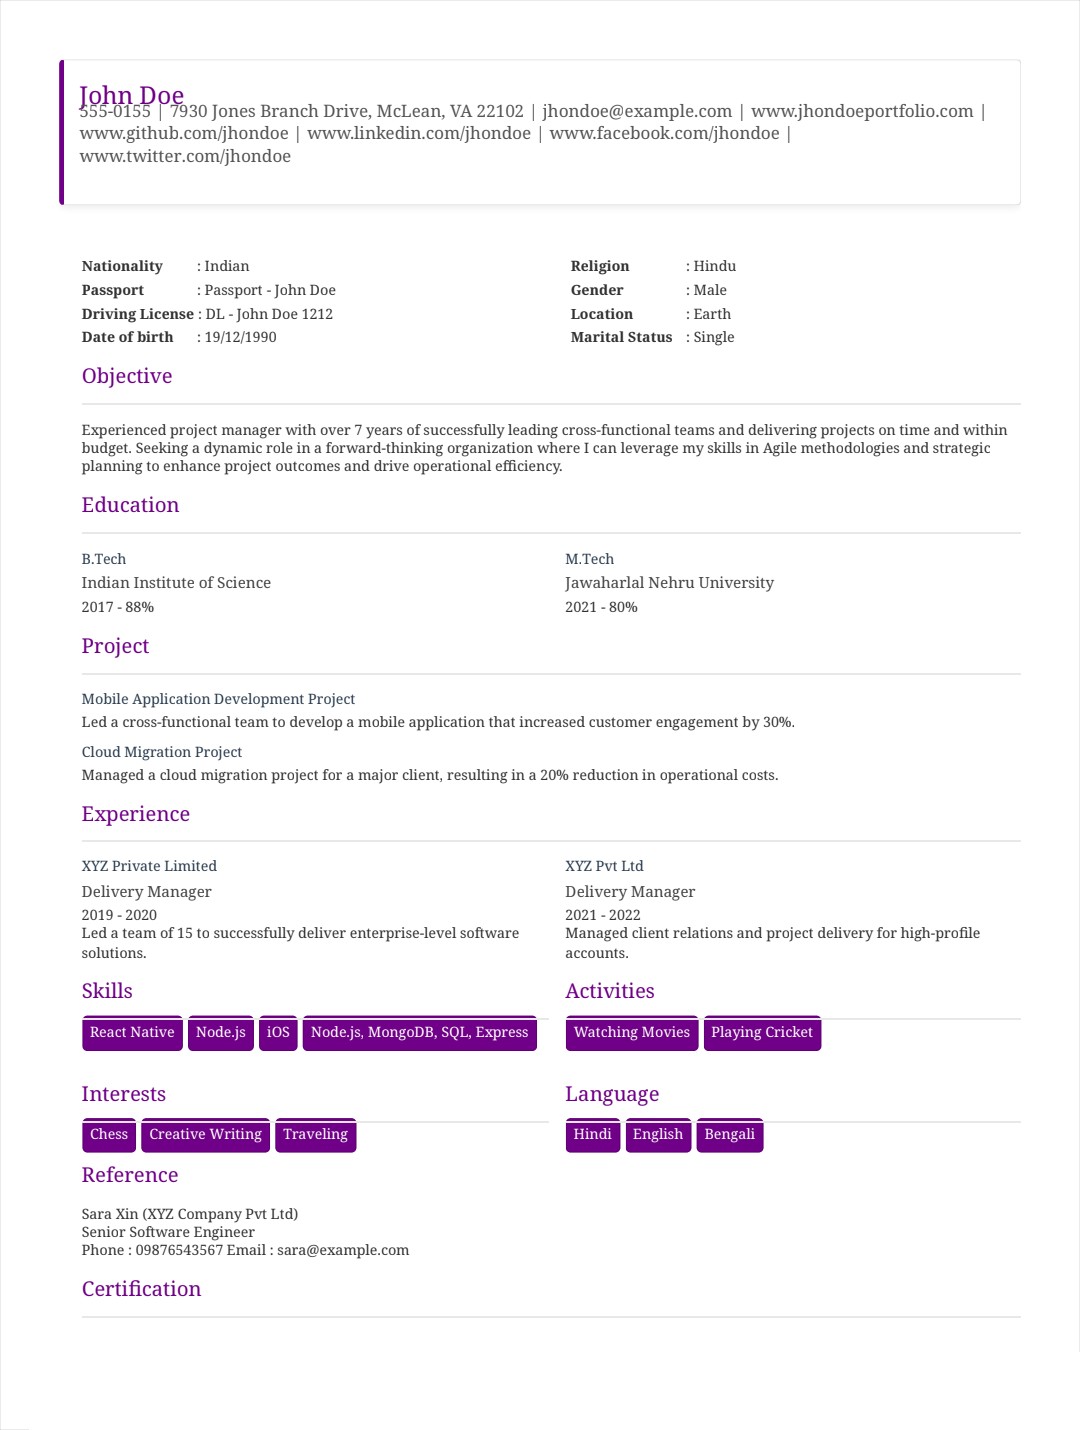 John Doe
555-0155 | 7930 Jones Branch Drive, McLean, VA 22102 | jhondoe@example.com | www.jhondoeportfolio.com |
www.github.com/jhondoe | www.linkedin.com/jhondoe | www.facebook.com/jhondoe |
www.twitter.com/jhondoe
Nationality : Indian
Religion : Hindu
Passport : Passport - John Doe
Gender : Male
Driving License : DL - John Doe 1212
Location : Earth
Date of birth : 19/12/1990
Marital Status : Single
Objective
Experienced project manager with over 7 years of successfully leading cross-functional teams and delivering projects on time and within
budget. Seeking a dynamic role in a forward-thinking organization where I can leverage my skills in Agile methodologies and strategic
planning to enhance project outcomes and drive operational efficiency.
Education
B.Tech
Indian Institute of Science
2017 - 88%
M.Tech
Jawaharlal Nehru University
2021 - 80%
Project
Mobile Application Development Project
Led a cross-functional team to develop a mobile application that increased customer engagement by 30%.
Cloud Migration Project
Managed a cloud migration project for a major client, resulting in a 20% reduction in operational costs.
Experience
XYZ Private Limited
Delivery Manager
2019 - 2020
Led a team of 15 to successfully deliver enterprise-level software
solutions.
XYZ Pvt Ltd
Delivery Manager
2021 - 2022
Managed client relations and project delivery for high-profile
accounts.
Skills
React Native Node.js iOS Node.js, MongoDB, SQL, Express
Activities
Watching Movies Playing Cricket
Interests
Chess Creative Writing Traveling
Language
Hindi English Bengali
Reference
Sara Xin (XYZ Company Pvt Ltd)
Senior Software Engineer
Phone : 09876543567 Email : sara@example.com
Certification